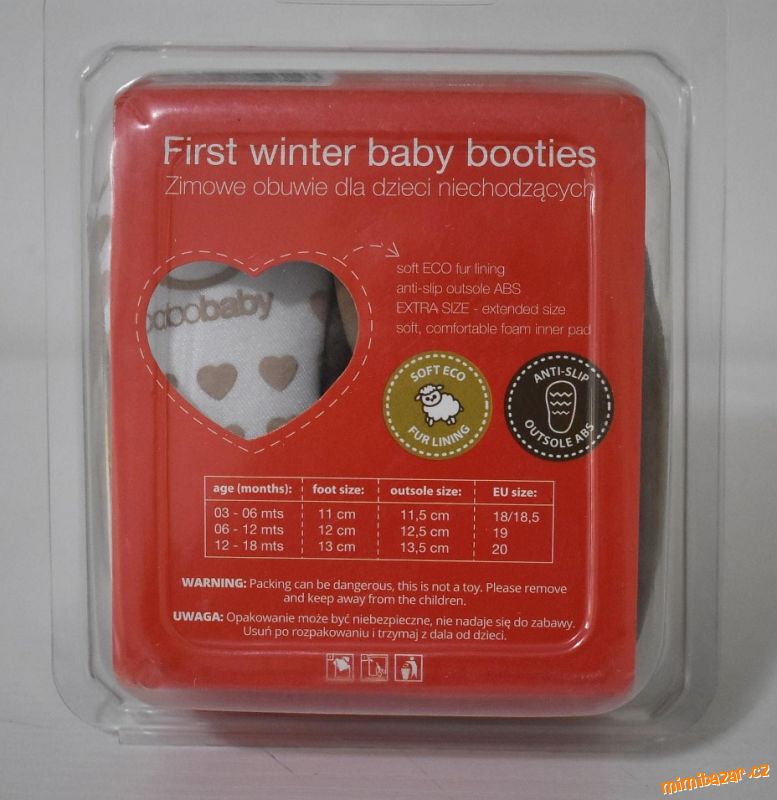 First winter baby booties
Zimowe obuwie dla dzieci niechodzących
soft ECO fur lining
anti-slip outsole ABS
EXTRA SIZE - extended size
soft, comfortable foam inner pad
bobobaby
SOFT ECO
FUR LINING
ANTI-SLIP
OUTSOLE ABS
age (months): foot size: outsole size: EU size:
03 - 06 mts 11 cm 11,5 cm 18/18,5
06 - 12 mts 12 cm 12,5 cm 19
12 - 18 mts 13 cm 13,5 cm 20
WARNING: Packing can be dangerous, this is not a toy. Please remove
and keep away from the children.
UWAGA: Opakowanie może być niebezpieczne, nie nadaje się do zabawy.
Usuń po rozpakowaniu i trzymaj z dala od dzieci.
mimibazar.cz